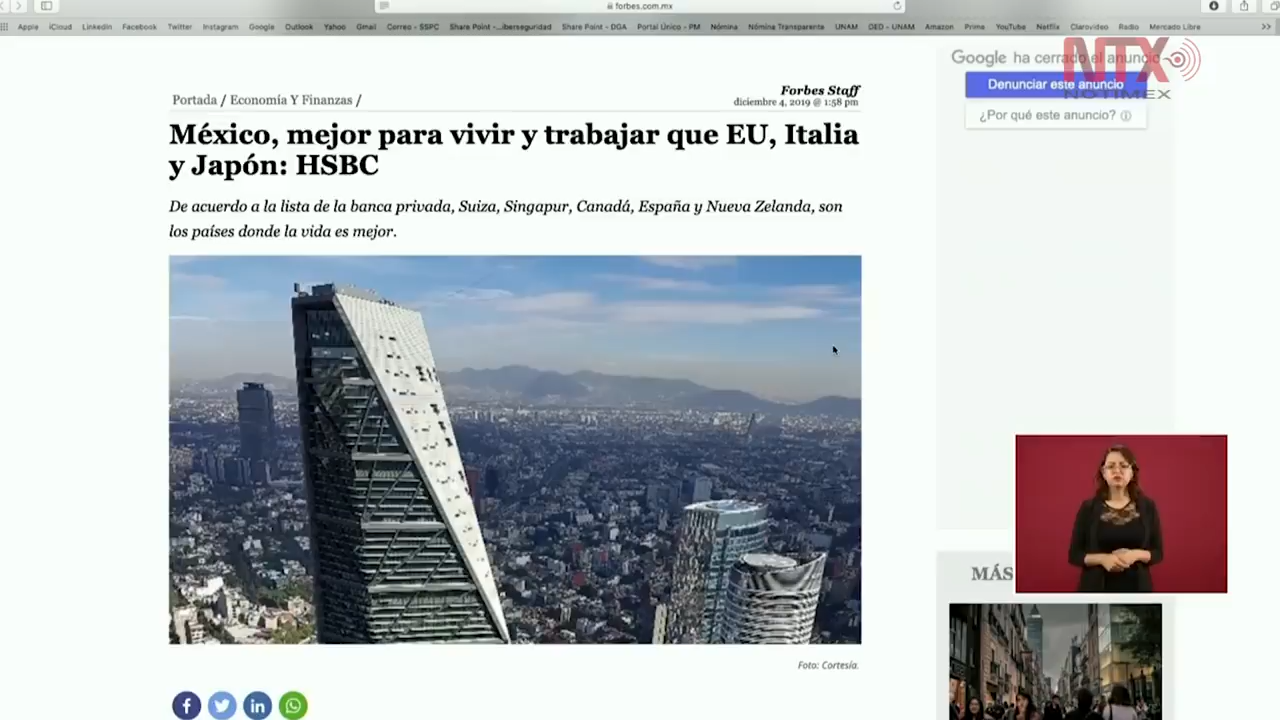 forbes.com.mx
Apple iCloud LinkedIn Facebook Twitter Instagram Google Outlook Yahoo Gmail Correo - SSPC Share Point -...iberseguridad Share Point - DGA Portal Único - PM Nómina Nómina Transparente UNAM DED - UNAM Amazon Prime YouTube Netflix Clarovideo Radio Mercado Libre
NTX
NOTIMEX
Google ha cerrado el anuncio
Denunciar este anuncio
¿Por qué este anuncio?
Forbes Staff
Portada / Economía Y Finanzas /
diciembre 4, 2019 @ 1:58 pm
México, mejor para vivir y trabajar que EU, Italia
y Japón: HSBC
De acuerdo a la lista de la banca privada, Suiza, Singapur, Canadá, España y Nueva Zelanda, son
los países donde la vida es mejor.
MÁS
Foto: Cortesía.